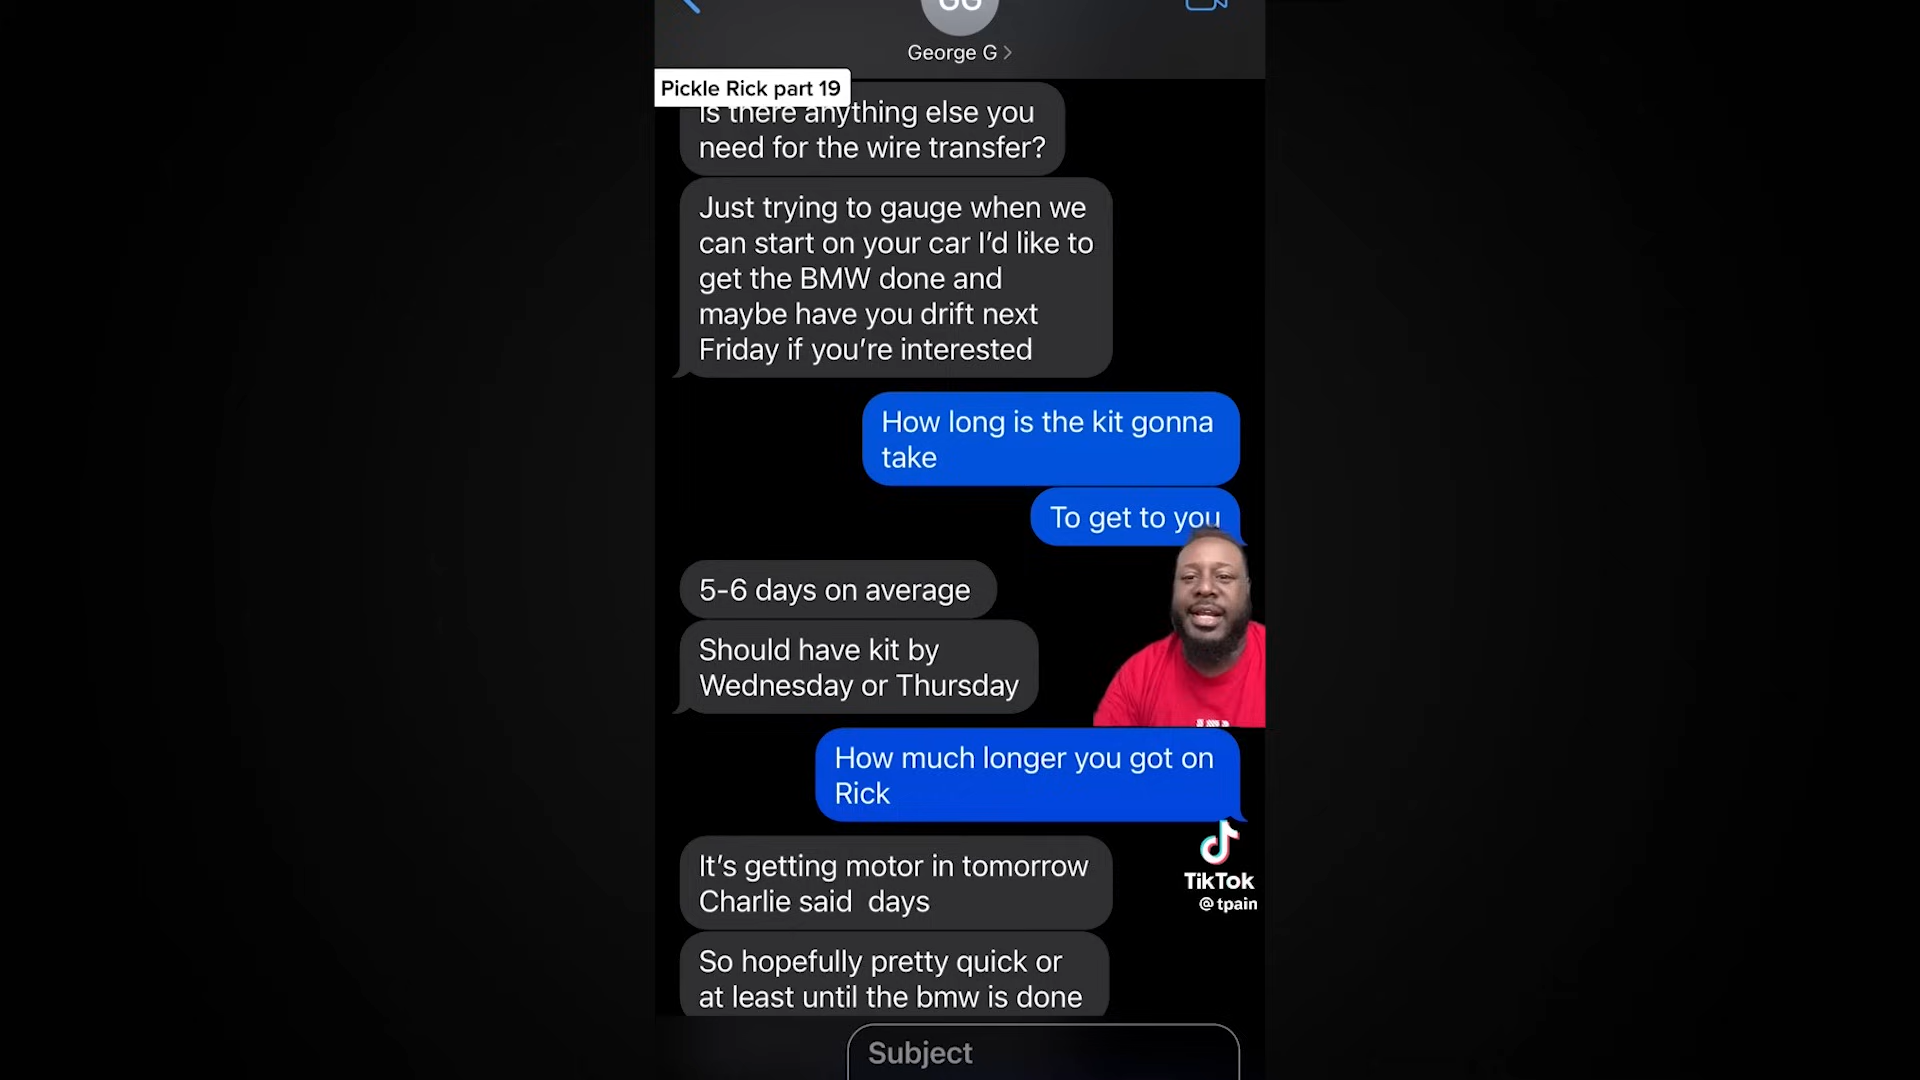 GG
George G
Pickle Rick part 19
Is there anything else you
need for the wire transfer?
Just trying to gauge when we
can start on your car I’d like to
get the BMW done and
maybe have you drift next
Friday if you’re interested
How long is the kit gonna
take
To get to you
5-6 days on average
Should have kit by
Wednesday or Thursday
How much longer you got on
Rick
It’s getting motor in tomorrow
Charlie said  days
So hopefully pretty quick or
at least until the bmw is done
TikTok
@tpain
Subject